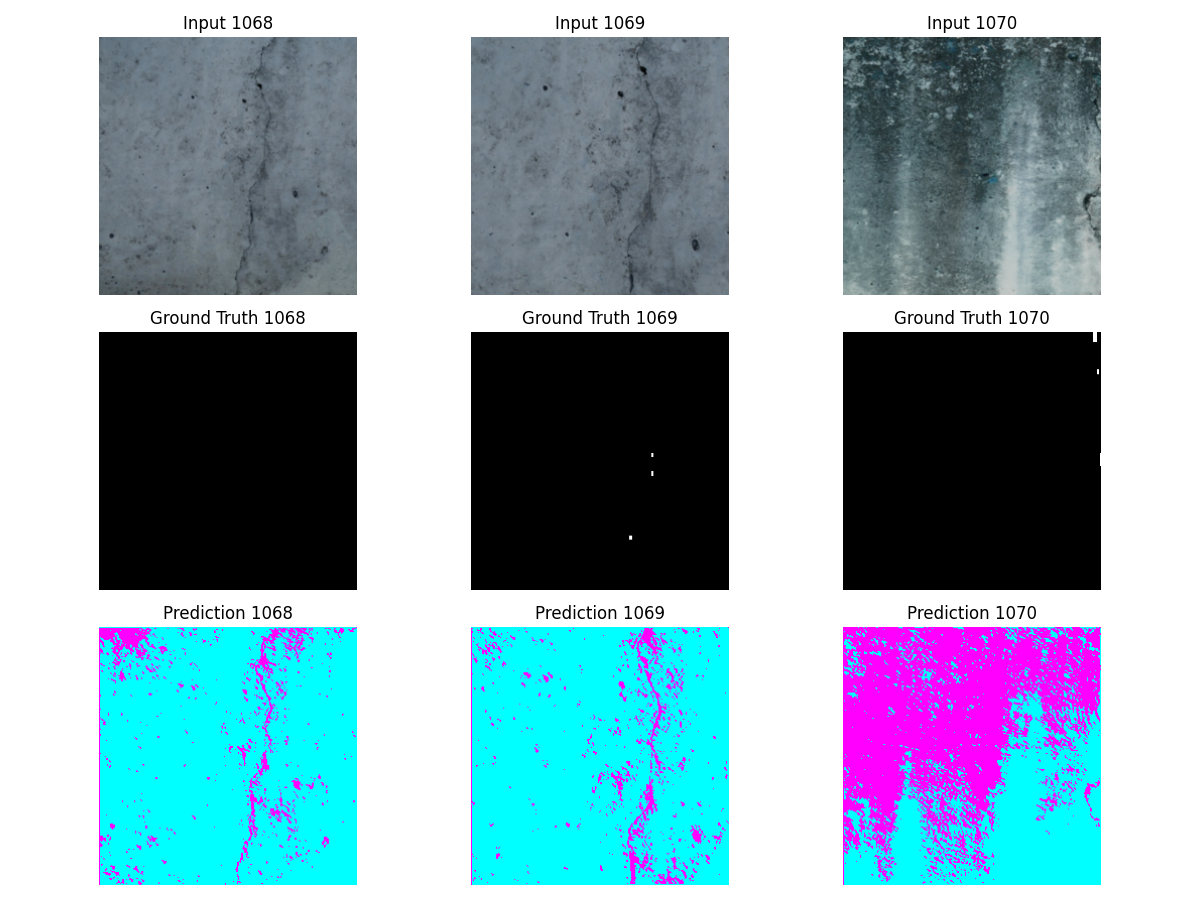 Input 1068
Input 1069
Input 1070
Ground Truth 1068
Ground Truth 1069
Ground Truth 1070
Prediction 1068
Prediction 1069
Prediction 1070